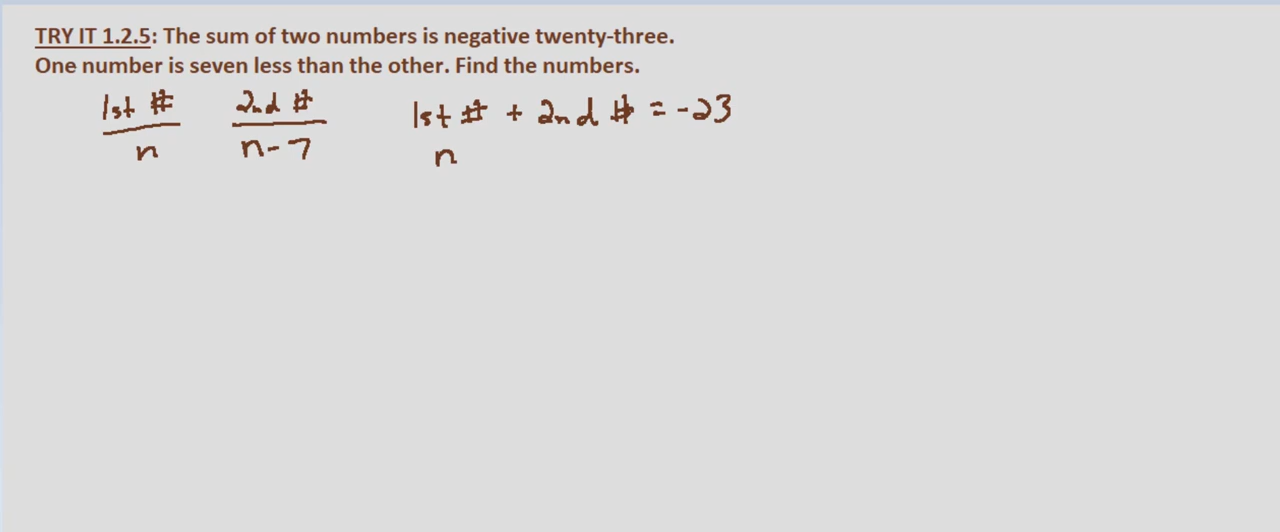 TRY IT 1.2.5: The sum of two numbers is negative twenty-three.
One number is seven less than the other. Find the numbers.
1st # 2nd # 1st # + 2nd # = -23
n n-7 n